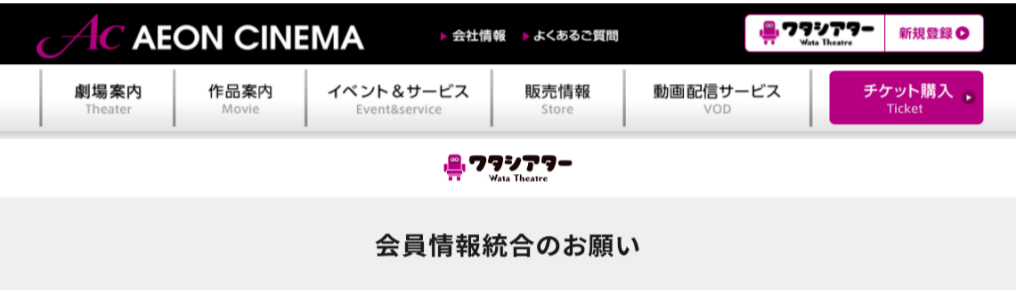 Ac AEON CINEMA
会社情報
よくあるご質問
ワタシアター
Wata Theatre
新規登録
劇場案内
Theater
作品案内
Movie
イベント＆サービス
Event&service
販売情報
Store
動画配信サービス
VOD
チケット購入
Ticket
ワタシアター
Wata Theatre
会員情報統合のお願い